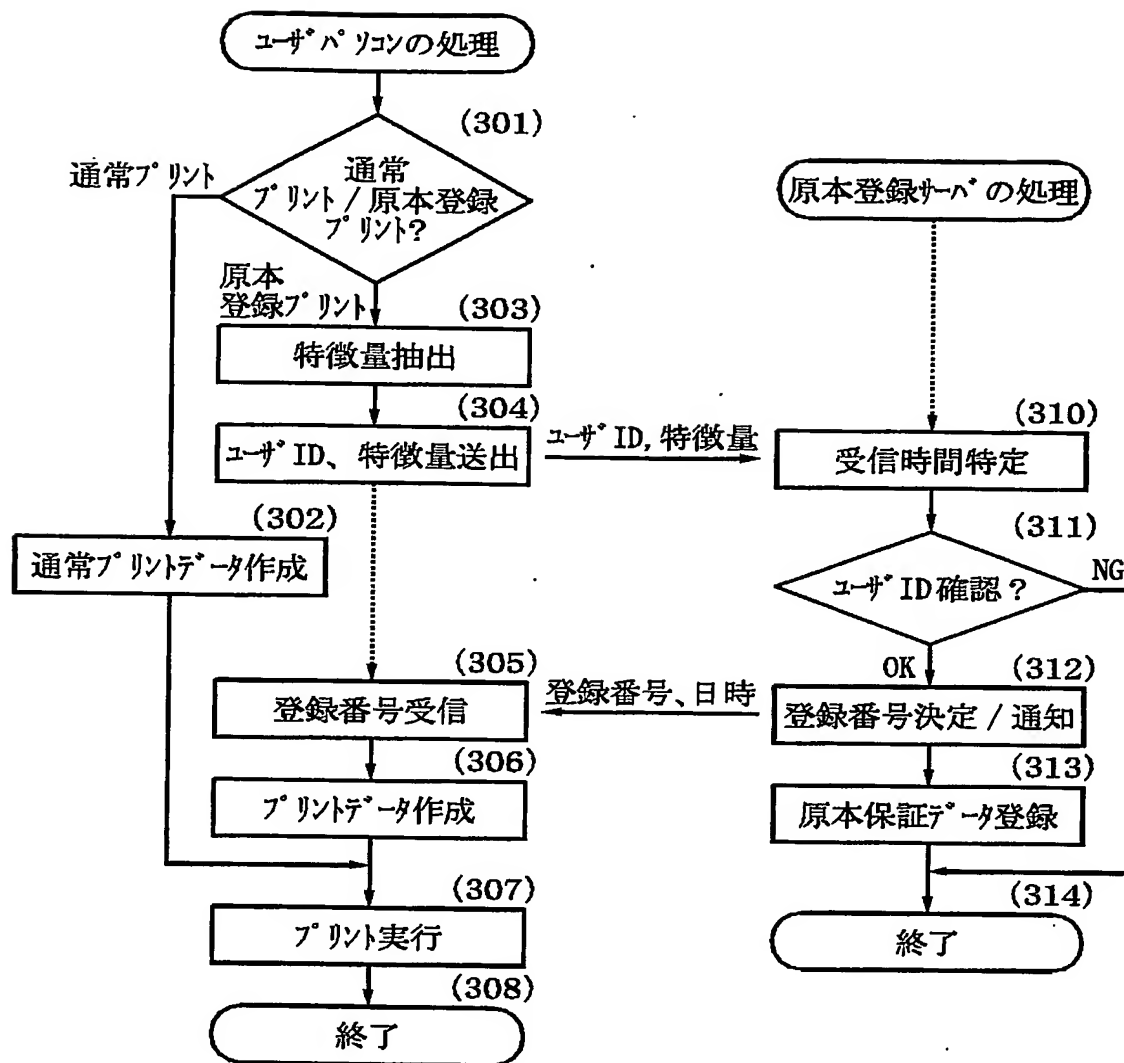 ユーザパソコンの処理
(301)
通常プリント
通常
プリント/原本登録
プリント?
原本
登録プリント
(303)
特徴量抽出
(304)
ユーザID、特徴量送出
ユーザID, 特徴量
(302)
通常プリントデータ作成
(305)
登録番号受信
登録番号、日時
(306)
プリントデータ作成
(307)
プリント実行
(308)
終了
原本登録サーバの処理
(310)
受信時間特定
(311)
ユーザID確認?
NG
OK
(312)
登録番号決定/通知
(313)
原本保証データ登録
(314)
終了